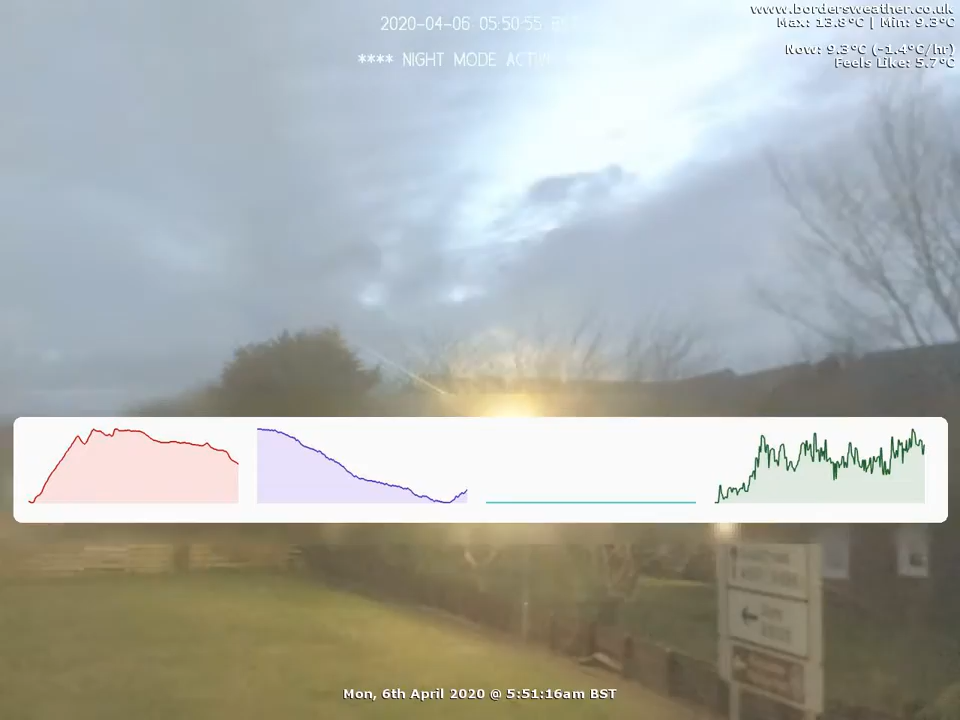 www.bordersweather.co.uk
2020-04-06 05:50:55
Max: 13.8°C | Min: 9.3°C
Now: 9.3°C (-1.4°C/hr)
**** NIGHT MODE
Feels Like: 5.7°C
Mon, 6th April 2020 @ 5:51:16am BST